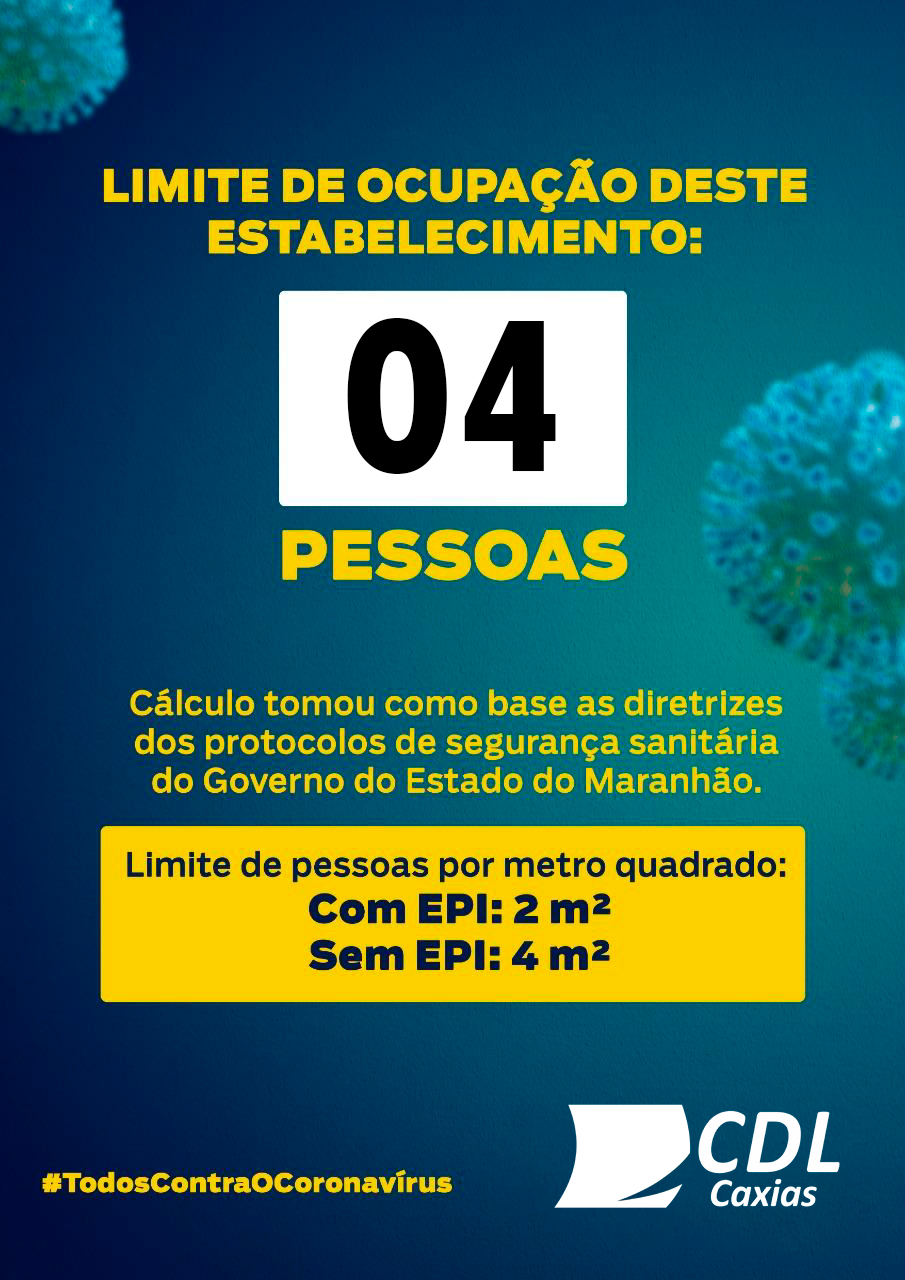 LIMITE DE OCUPAÇÃO DESTE
ESTABELECIMENTO:
04
PESSOAS
Cálculo tomou como base as diretrizes
dos protocolos de segurança sanitária
do Governo do Estado do Maranhão.
Limite de pessoas por metro quadrado:
Com EPI: 2 m²
Sem EPI: 4 m²
#TodosContraOCoronavírus
CDL
Caxias